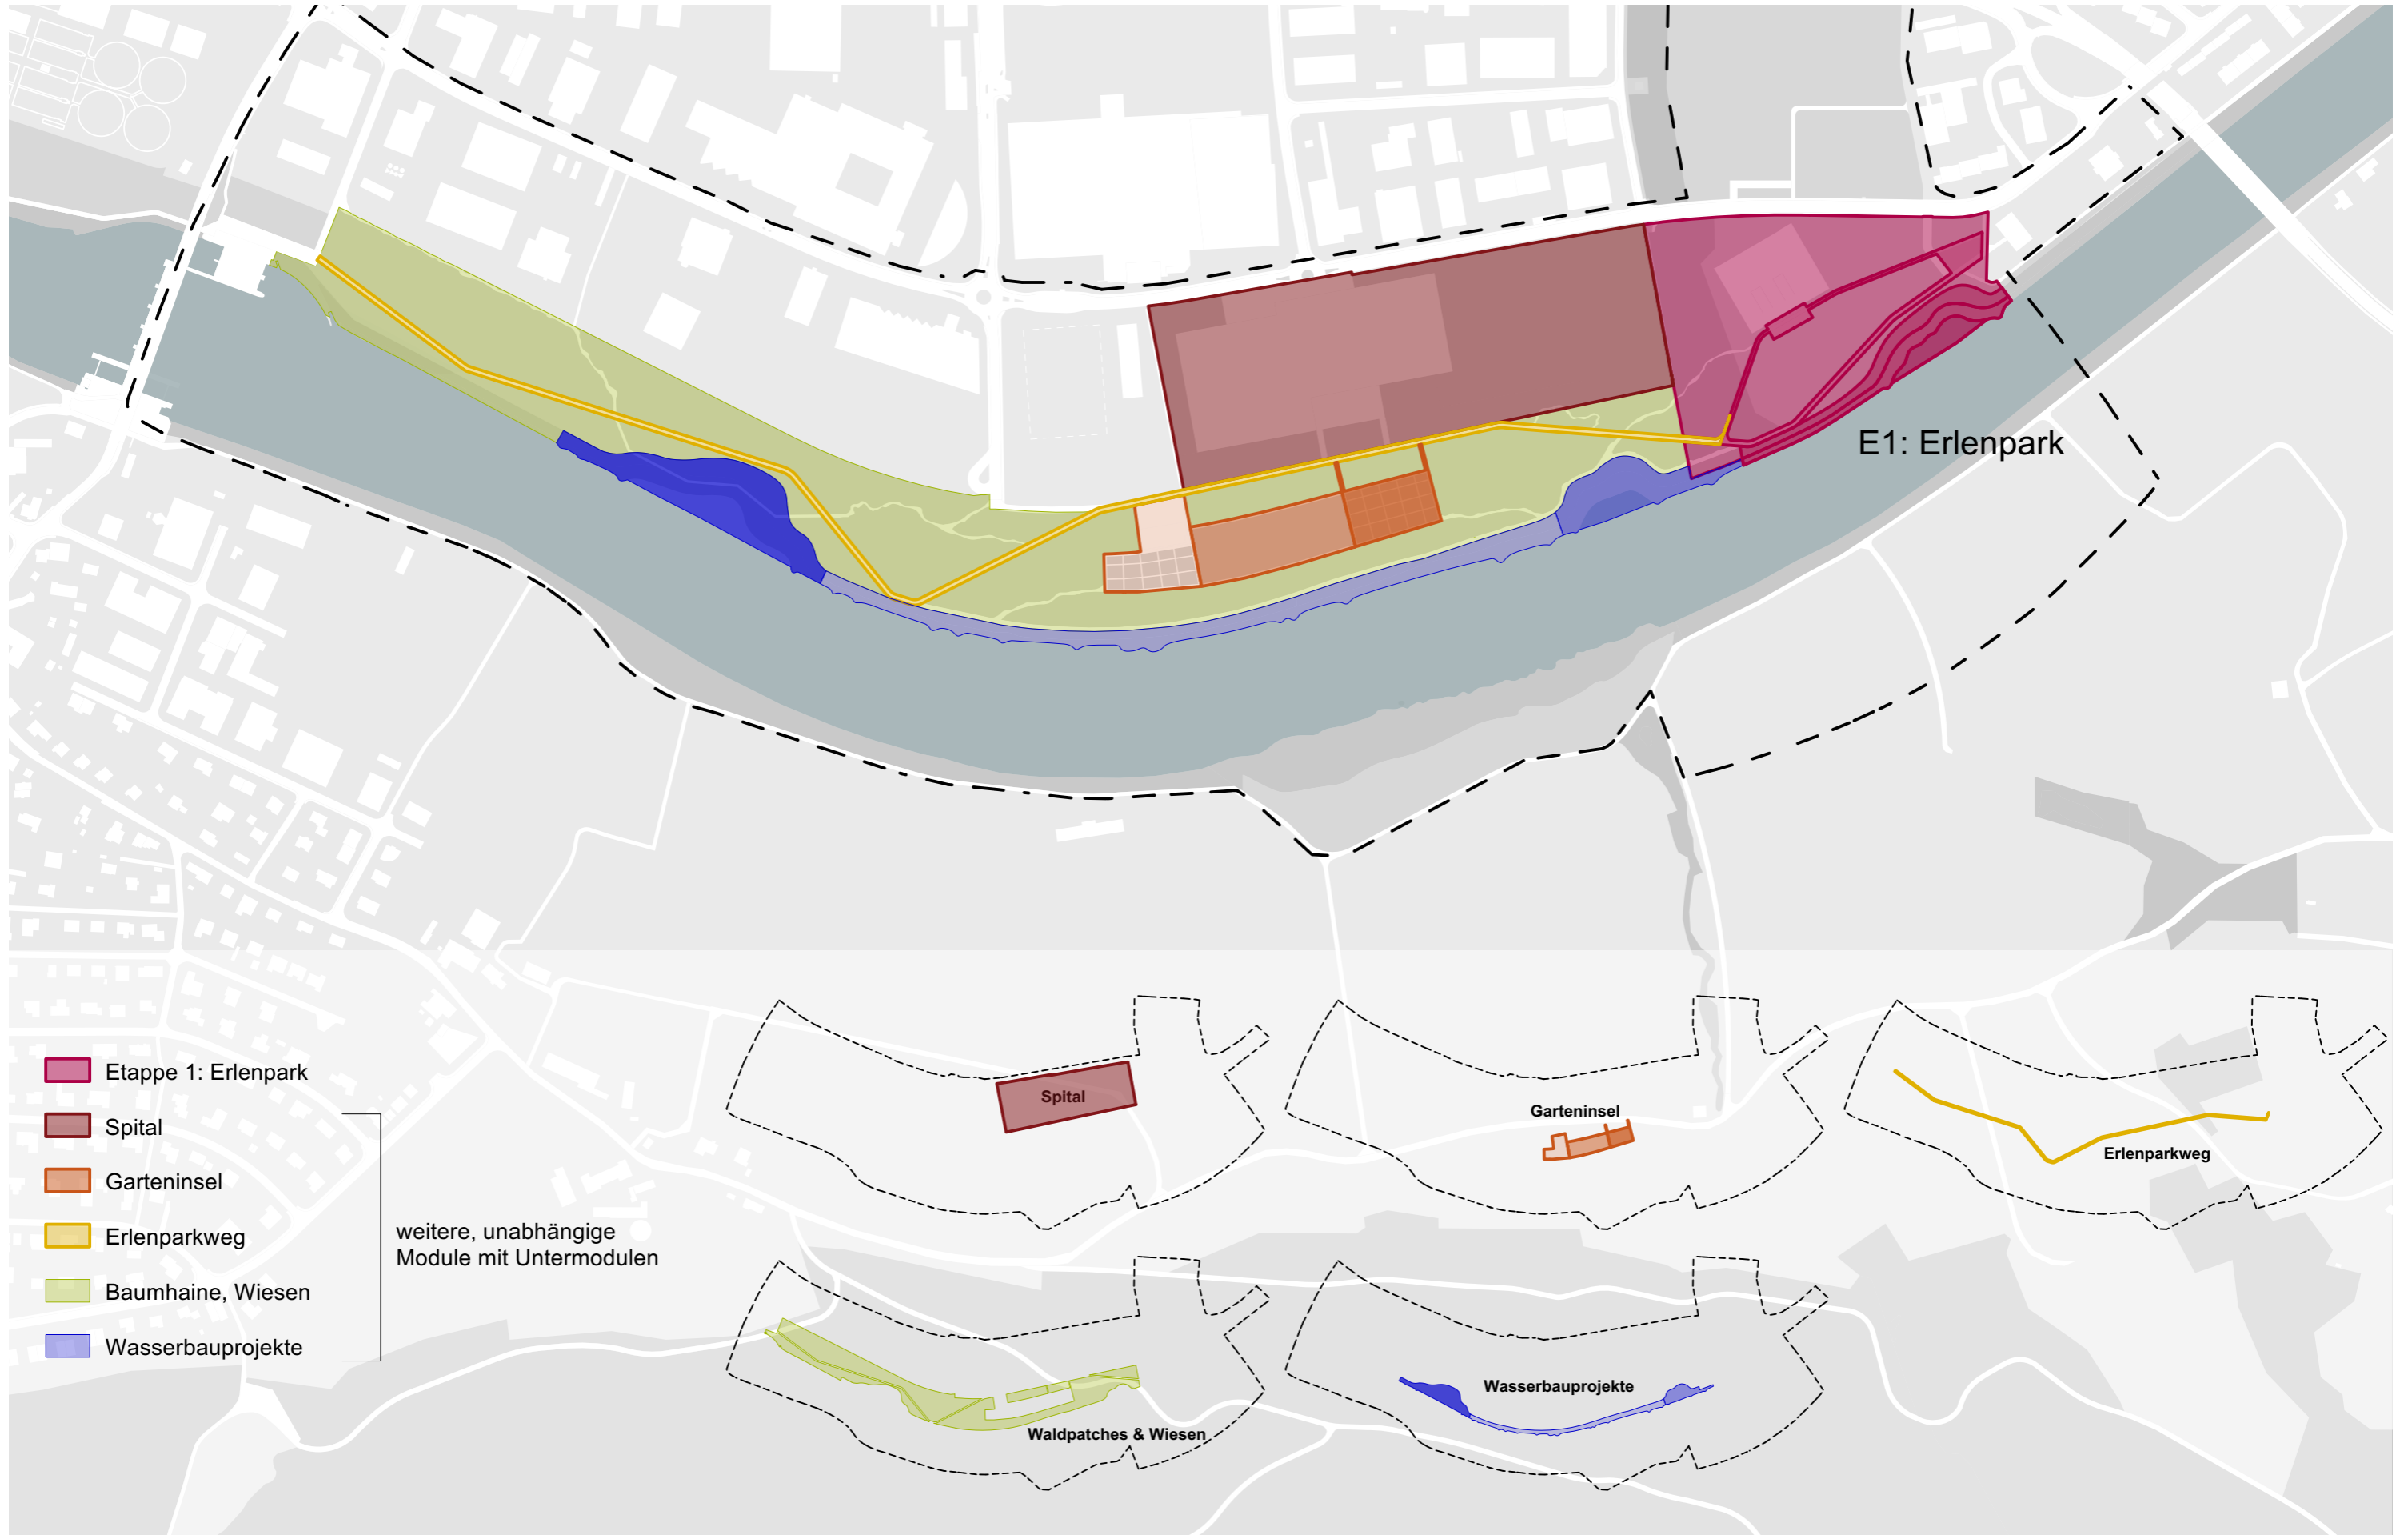 E1: Erlenpark
Etappe 1: Erlenpark
Spital
Garteninsel
Erlenparkweg
Baumhaine, Wiesen
Wasserbauprojekte
weitere, unabhängige
Module mit Untermodulen
Spital
Garteninsel
Erlenparkweg
Waldpatches & Wiesen
Wasserbauprojekte